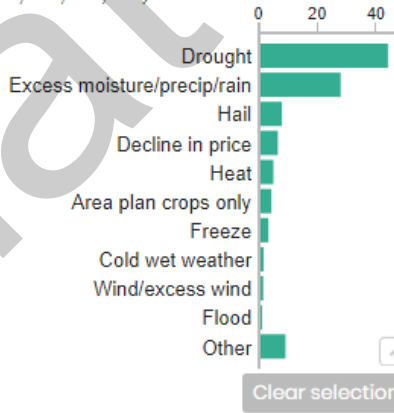 0 20 40
Drought
Excess moisture/precip/rain
Hail
Decline in price
Heat
Area plan crops only
Freeze
Cold wet weather
Wind/excess wind
Flood
Other
Clear selection